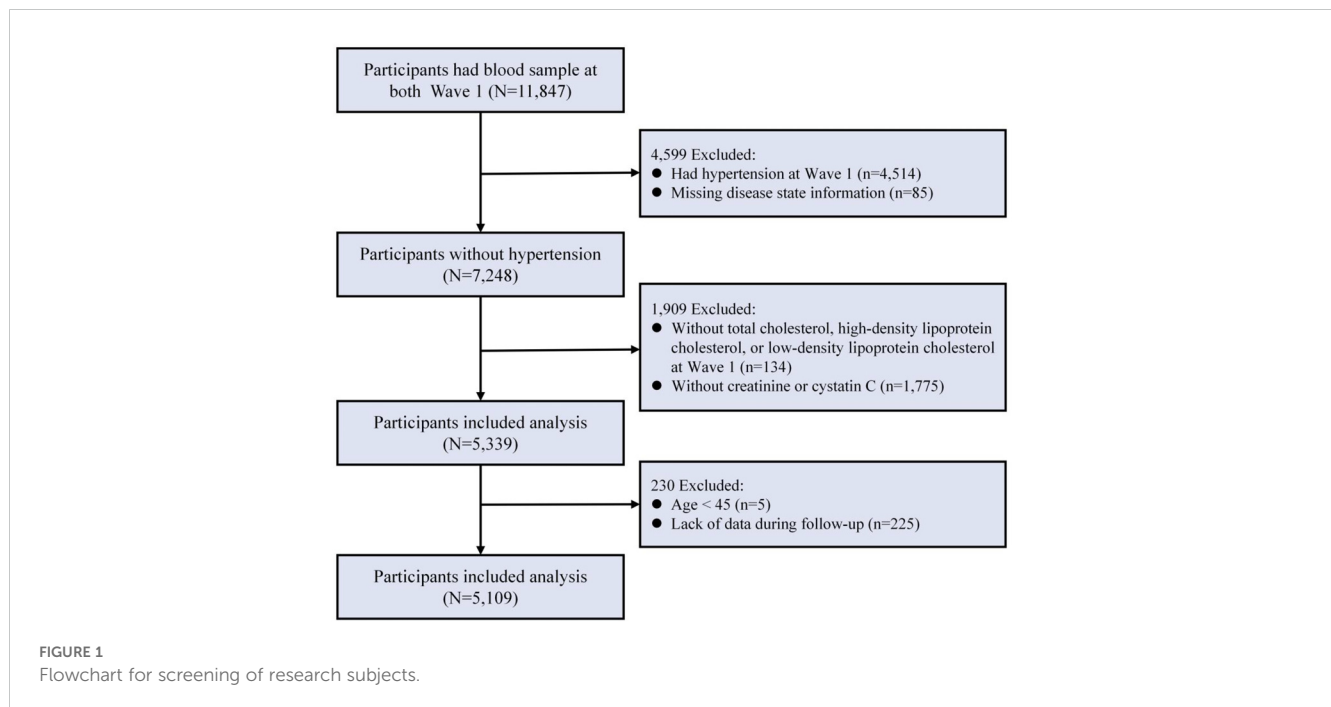 Participants had blood sample at
both Wave 1 (N=11,847)
4,599 Excluded:
● Had hypertension at Wave 1 (n=4,514)
● Missing disease state information (n=85)
Participants without hypertension
(N=7,248)
1,909 Excluded:
● Without total cholesterol, high-density lipoprotein
cholesterol, or low-density lipoprotein cholesterol
at Wave 1 (n=134)
● Without creatinine or cystatin C (n=1,775)
Participants included analysis
(N=5,339)
230 Excluded:
● Age < 45 (n=5)
● Lack of data during follow-up (n=225)
Participants included analysis
(N=5,109)
FIGURE 1
Flowchart for screening of research subjects.